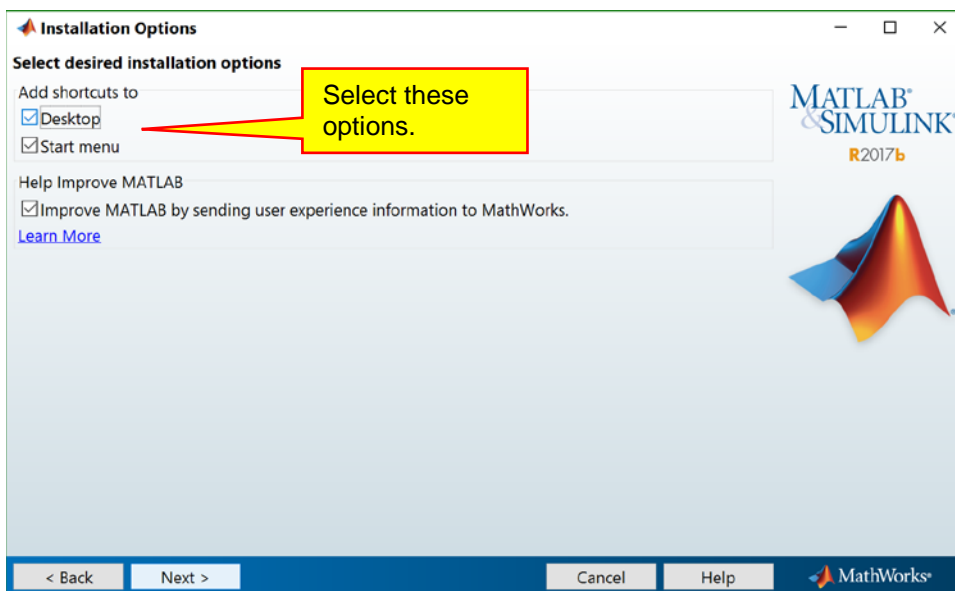 Installation Options
Select desired installation options
Add shortcuts to
Desktop
Start menu
Select these
options.
Help Improve MATLAB
Improve MATLAB by sending user experience information to MathWorks.
Learn More
MATLAB®
&SIMULINK®
R2017b
< Back
Next >
Cancel
Help
MathWorks®